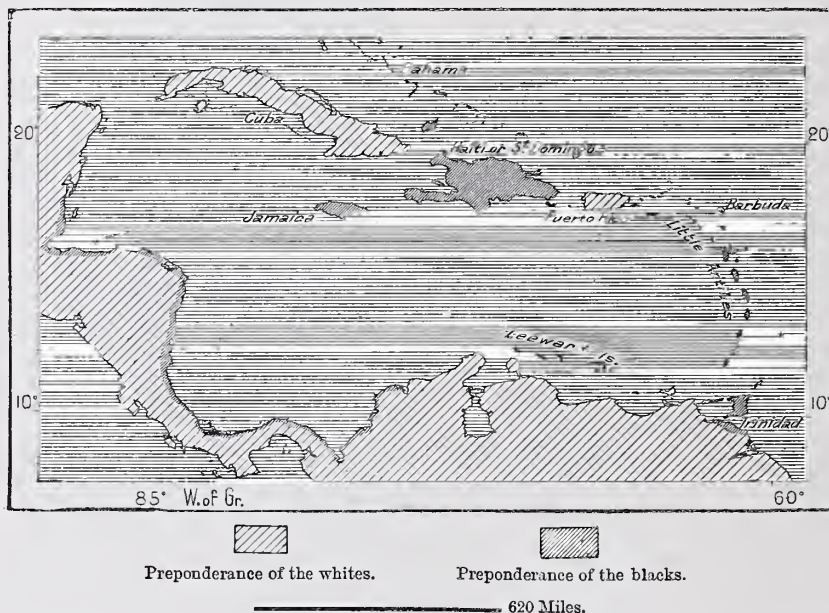 Bahama
20°
20°
Cuba
Haiti or St. Domingo
Jamaica
Puerto
Barbuda
Little Antilles
Leeward Is.
10°
10°
Trinidad
85° W. of Gr.
60°
Preponderance of the whites.
Preponderance of the blacks.
620 Miles.